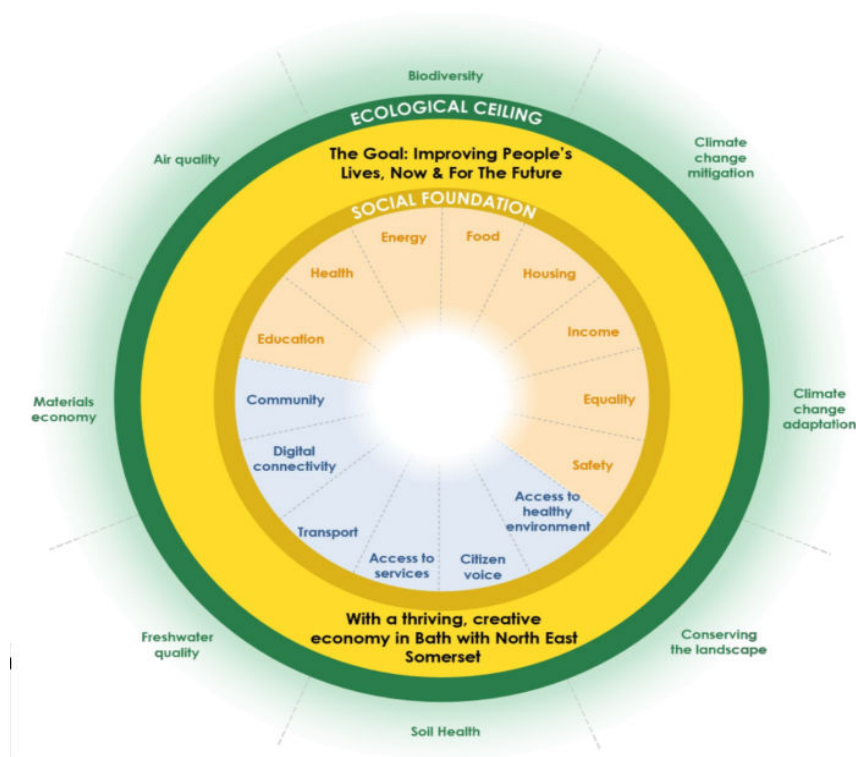 Biodiversity
ECOLOGICAL CEILING
Air quality
Climate
change
mitigation
The Goal: Improving People's
Lives, Now & For The Future
SOCIAL FOUNDATION
Energy
Food
Health
Housing
Education
Income
Materials
economy
Community
Equality
Climate
change
adaptation
Digital
connectivity
Safety
Transport
Access to
services
Citizen
voice
Access to
healthy
environment
With a thriving, creative
economy in Bath with North East
Somerset
Freshwater
quality
Conserving
the landscape
Soil Health